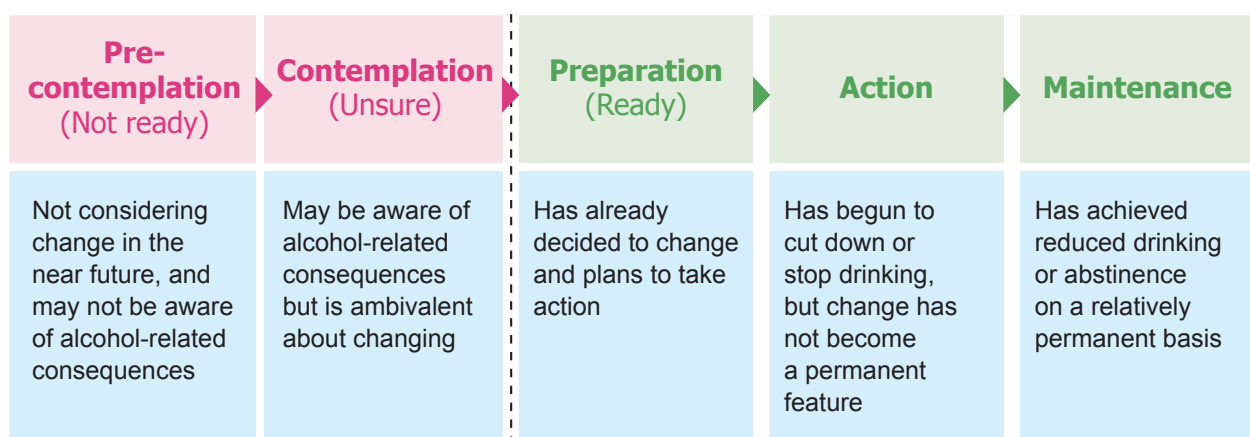 Pre-
contemplation
(Not ready)
Contemplation
(Unsure)
Preparation
(Ready)
Action
Maintenance
Not considering
change in the
near future, and
may not be aware
of alcohol-related
consequences
May be aware of
alcohol-related
consequences
but is ambivalent
about changing
Has already
decided to change
and plans to take
action
Has begun to
cut down or
stop drinking,
but change has
not become
a permanent
feature
Has achieved
reduced drinking
or abstinence
on a relatively
permanent basis